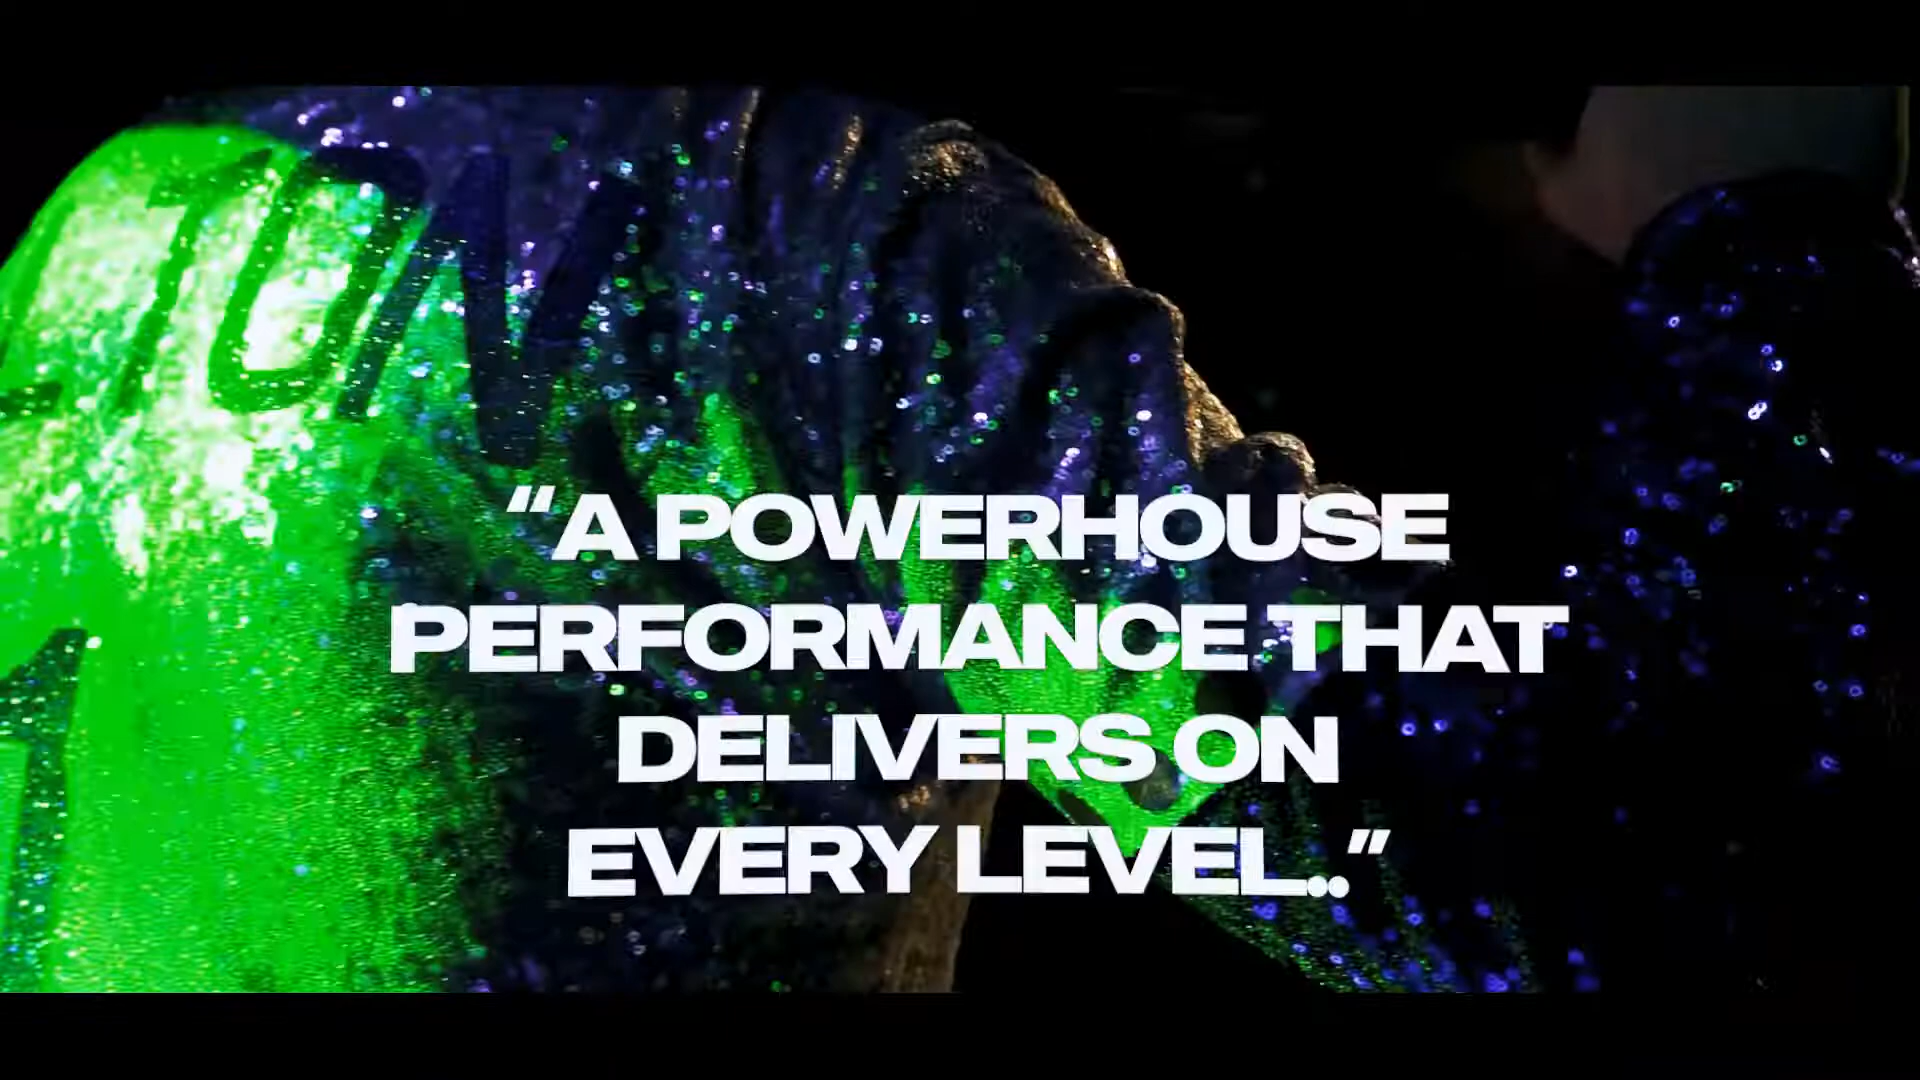 “A POWERHOUSE
PERFORMANCE THAT
DELIVERS ON
EVERY LEVEL..”